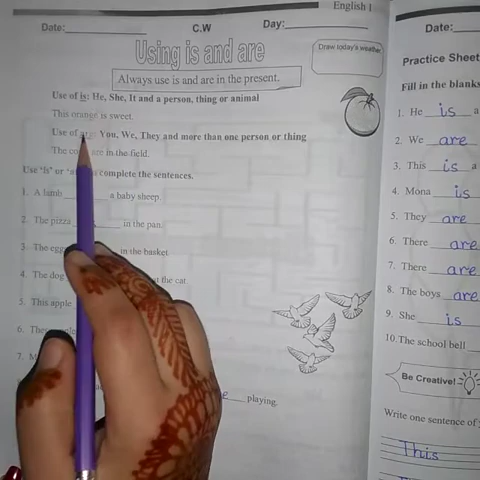 English 1
Date:
C.W
Day:
Using is and are
Draw today's weather
Always use is and are in the present.
Use of is: He, She, It and a person, thing or animal
This orange is sweet.
Use of are: You, We, They and more than one person or thing
The are in the field.
Use 'is' or complete the sentences.
1. A lamb a baby sheep.
2. The pizza in the pan.
3. The in the basket
4. The dog the cat
5. This apple
6.
7.
playing.
Date:
Practice Sheet
Fill in the blanks
1. He is a
2. We are
3. This is a
4. Mona is
5. They are
6. There are
7. There are
8. The boys are
9. She is
10. The school bell
Be Creative!
Write one sentence of
This